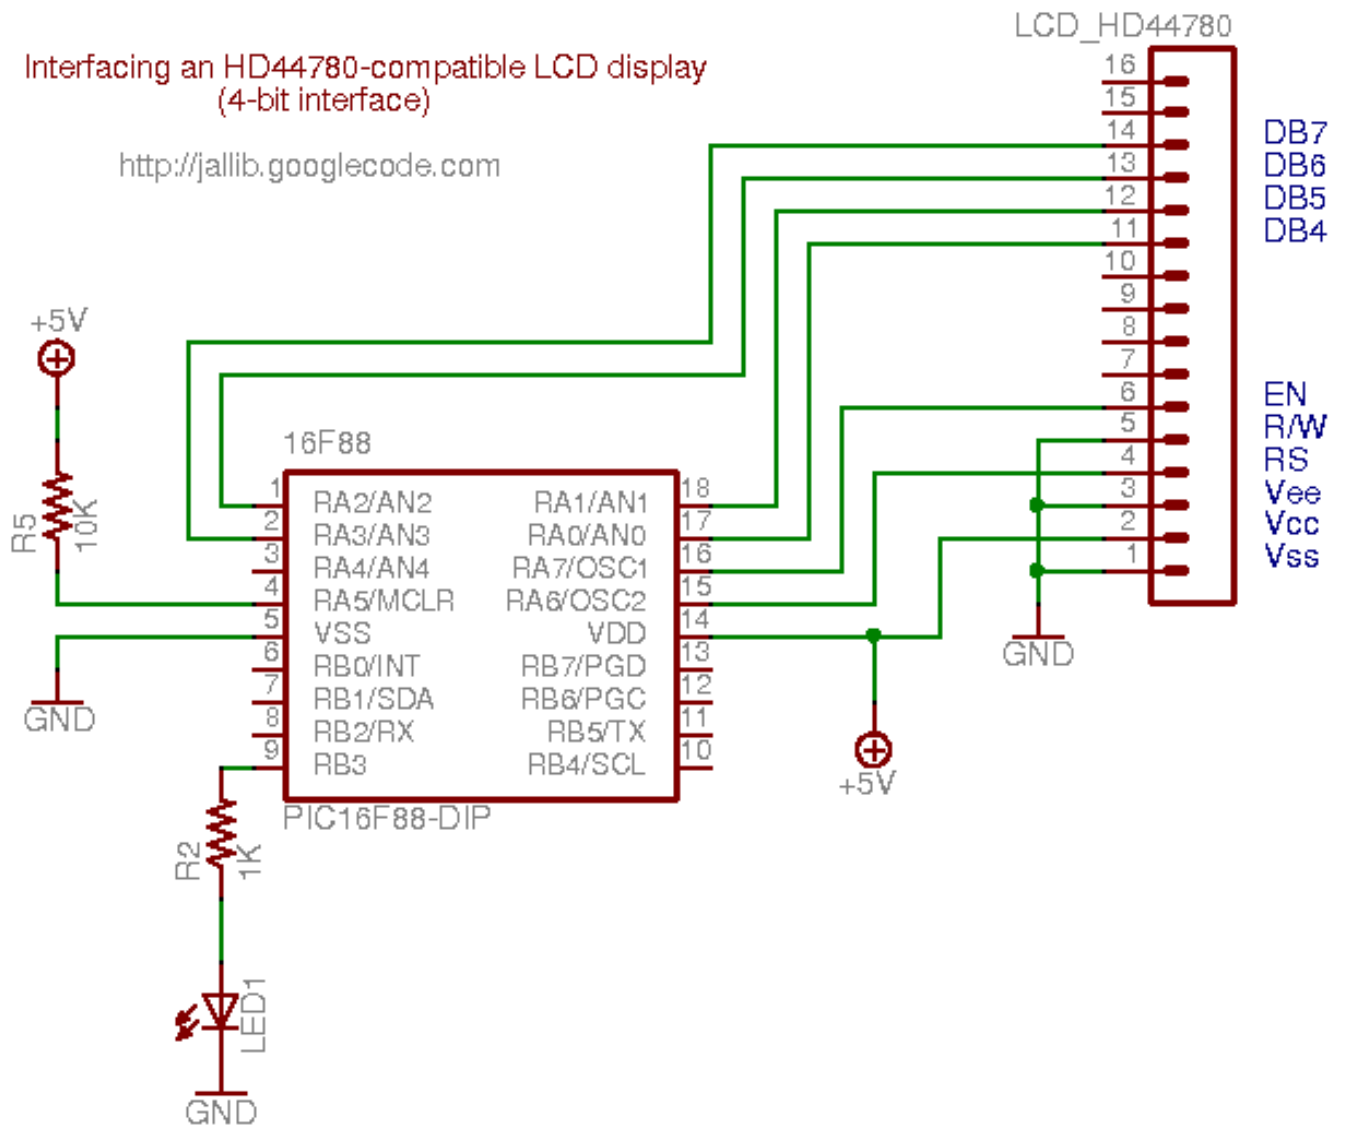 LCD_HD44780
Interfacing an HD44780-compatible LCD display
(4-bit interface)
http://jallib.googlecode.com
16
15
14 DB7
13 DB6
12 DB5
11 DB4
10
9
8
7
6 EN
5 R/W
4 RS
3 Vee
2 Vcc
1 Vss
GND
+5V
R5
10K
GND
16F88
1 RA2/AN2 RA1/AN1 18
2 RA3/AN3 RA0/AN0 17
3 RA4/AN4 RA7/OSC1 16
4 RA5/MCLR RA6/OSC2 15
5 VSS VDD 14
6 RB0/INT RB7/PGD 13
7 RB1/SDA RB6/PGC 12
8 RB2/RX RB5/TX 11
9 RB3 RB4/SCL 10
PIC16F88-DIP
+5V
R2
1K
LED1
GND